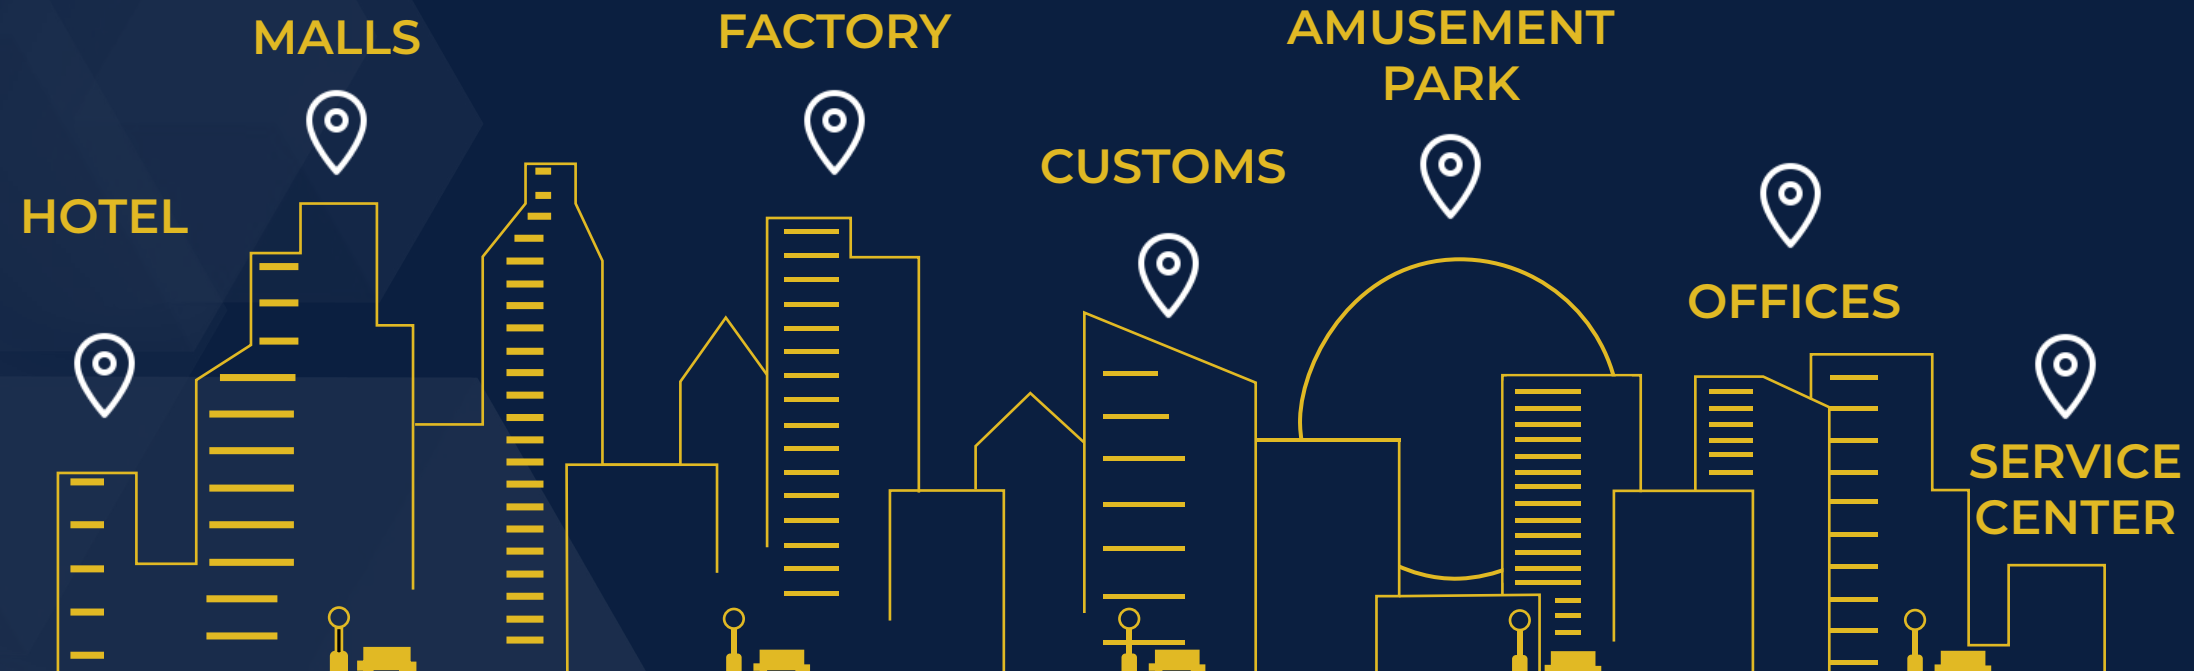 MALLS
FACTORY
AMUSEMENT
PARK
CUSTOMS
HOTEL
OFFICES
SERVICE
CENTER